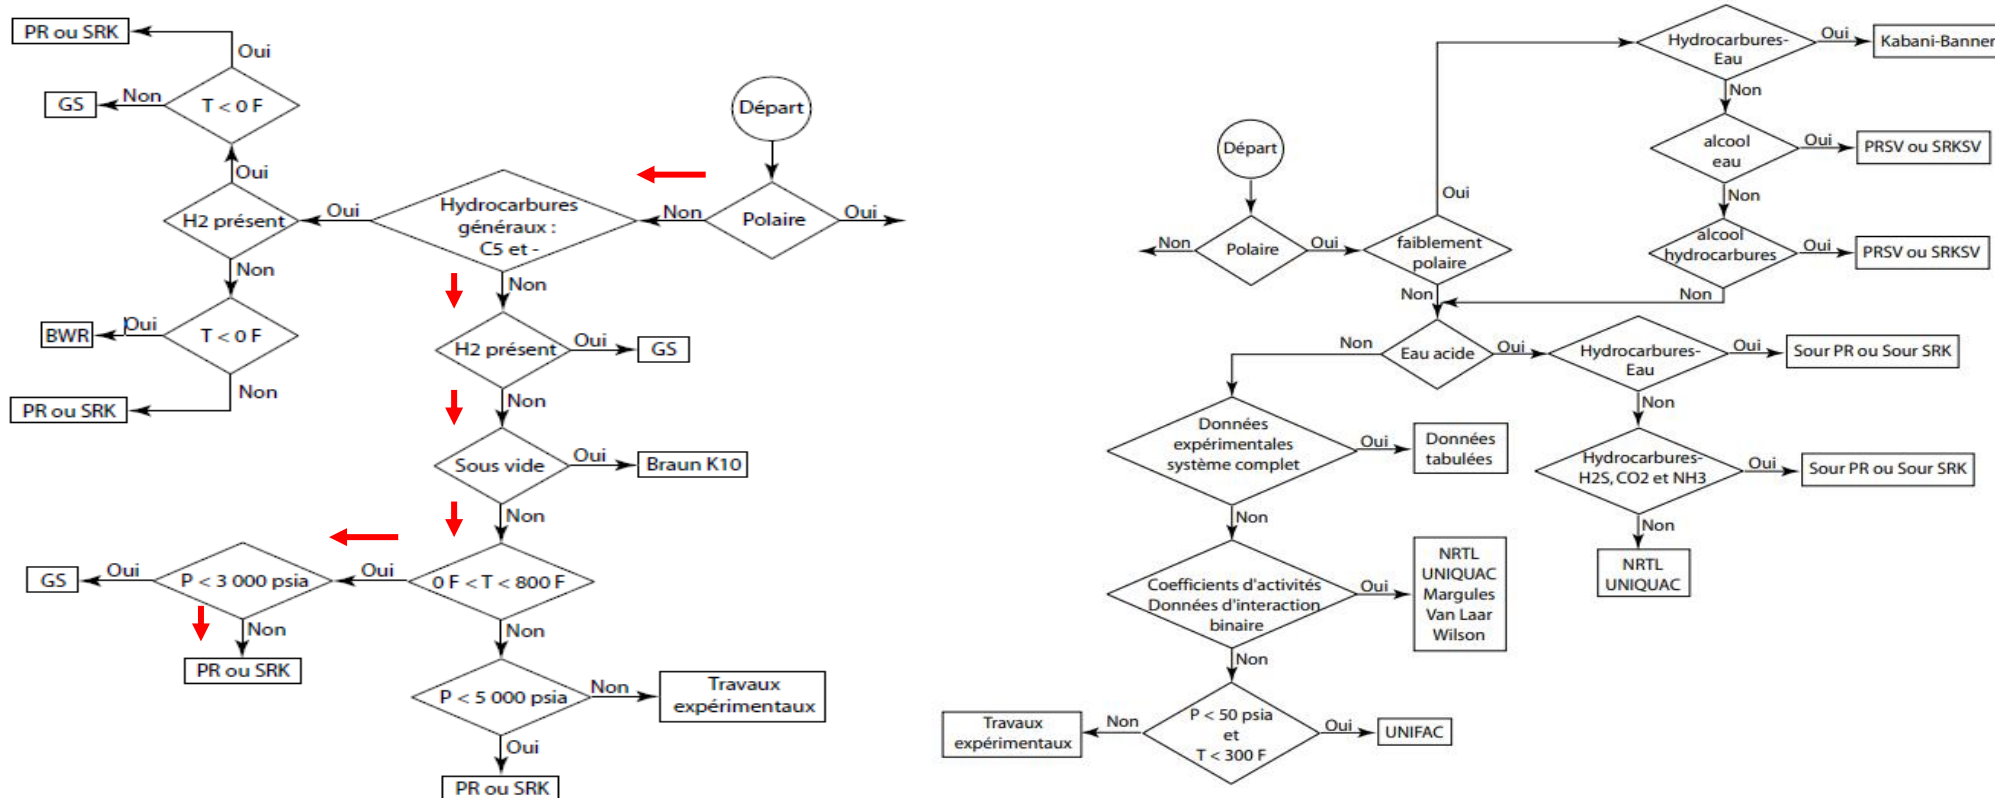 PR ou SRK
Oui
T < 0 F
Non
GS
Oui
H2 présent
Oui
Hydrocarbures
généraux :
C5 et -
Non
Départ
Polaire
Oui
Non
T < 0 F
Oui
BWR
Non
PR ou SRK
Non
H2 présent
Oui
GS
Non
Sous vide
Oui
Braun K10
Non
0 F < T < 800 F
Oui
P < 3 000 psia
Oui
GS
Non
PR ou SRK
Non
P < 5 000 psia
Non
Travaux
expérimentaux
Oui
PR ou SRK
Départ
Polaire
Non
Oui
faiblement
polaire
Oui
Hydrocarbures-
Eau
Oui
Kabani-Banner
Non
alcool
eau
Oui
PRSV ou SRKSV
Non
alcool
hydrocarbures
Oui
PRSV ou SRKSV
Non
Non
Eau acide
Oui
Hydrocarbures-
Eau
Oui
Sour PR ou Sour SRK
Non
Hydrocarbures-
H2S, CO2 et NH3
Oui
Sour PR ou Sour SRK
Non
NRTL
UNIQUAC
Non
Données
expérimentales
système complet
Oui
Données
tabulées
Non
Coefficients d'activités
Données d'interaction
binaire
Oui
NRTL
UNIQUAC
Margules
Van Laar
Wilson
Non
P < 50 psia
et
T < 300 F
Oui
UNIFAC
Non
Travaux
expérimentaux